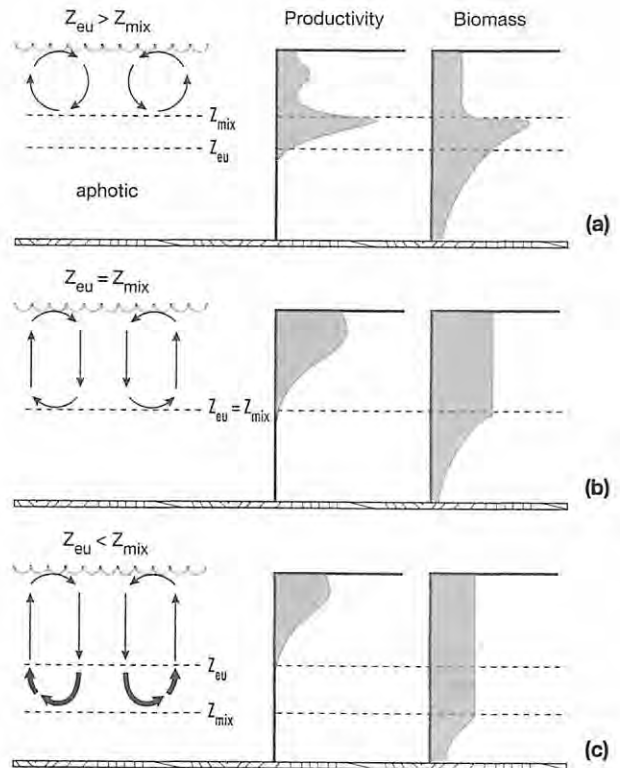 Z_eu > Z_mix Productivity Biomass
Z_mix
Z_eu
aphotic
(a)
Z_eu = Z_mix
Z_eu = Z_mix
(b)
Z_eu < Z_mix
Z_eu
Z_mix
(c)